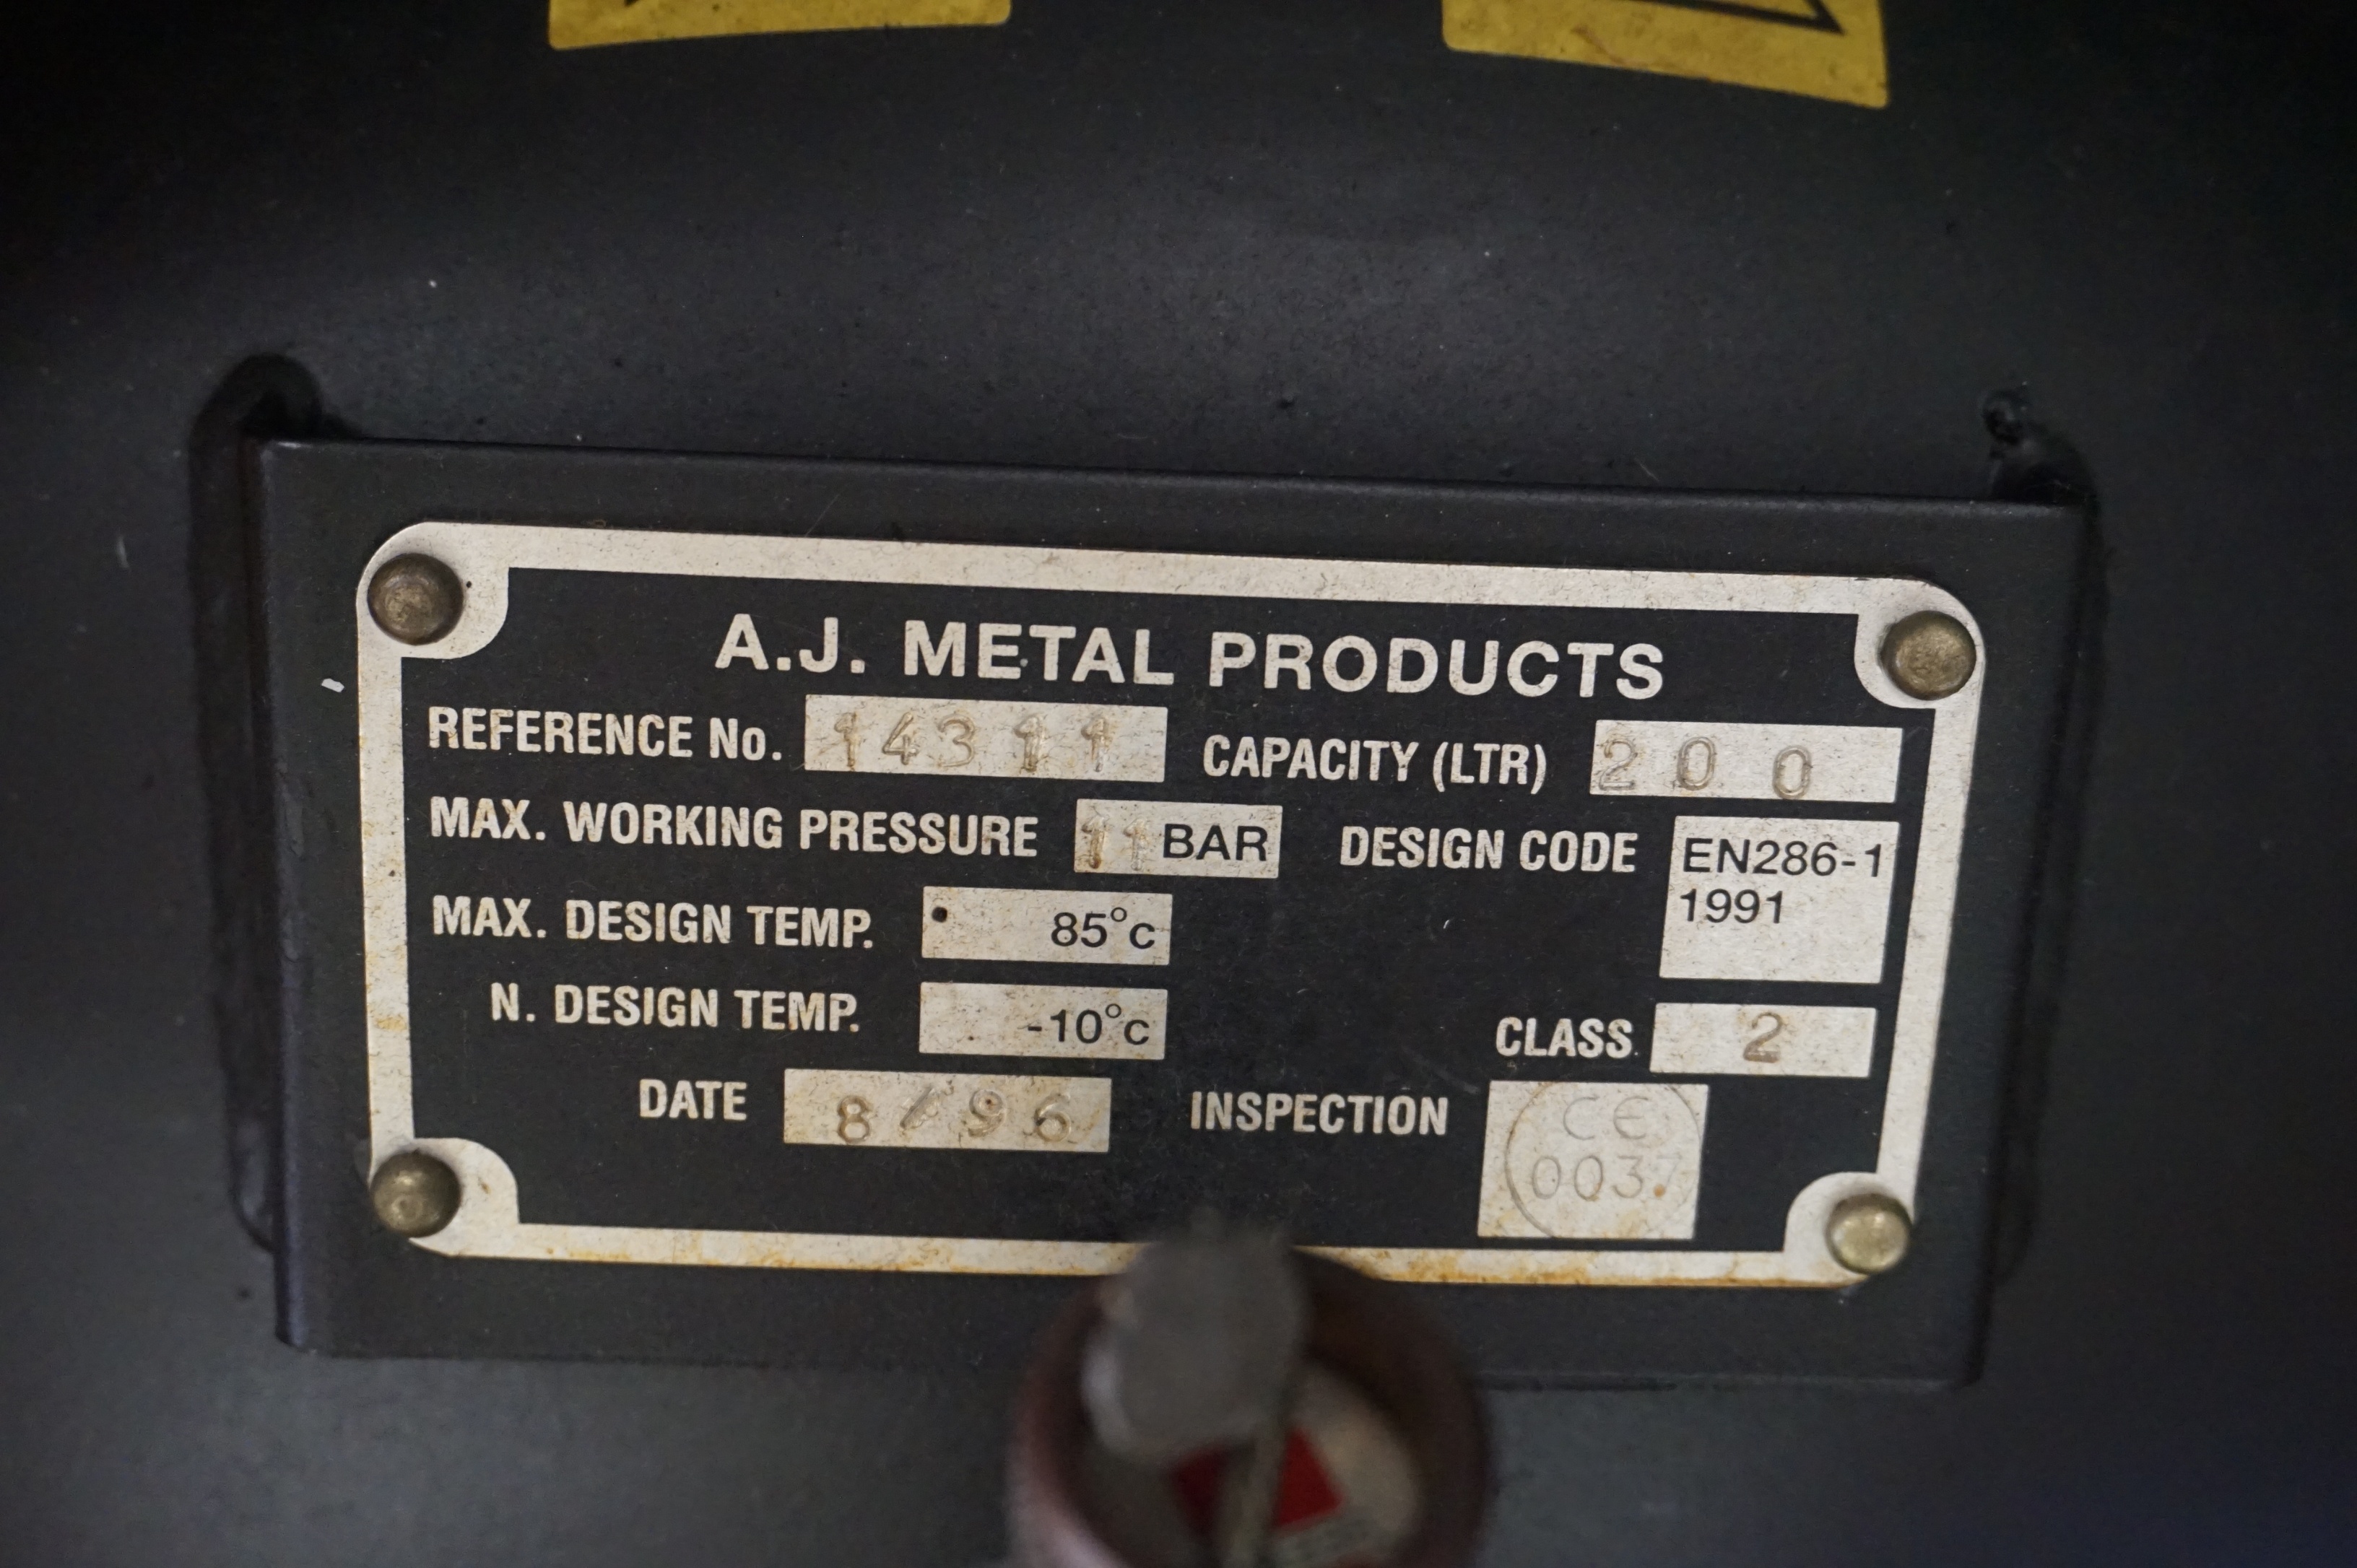 A.J. METAL PRODUCTS
REFERENCE No. 14311 CAPACITY (LTR) 200
MAX. WORKING PRESSURE 11 BAR DESIGN CODE EN286-1
1991
MAX. DESIGN TEMP. 85°c
N. DESIGN TEMP. -10°c CLASS 2
DATE 8/96 INSPECTION CE
0037